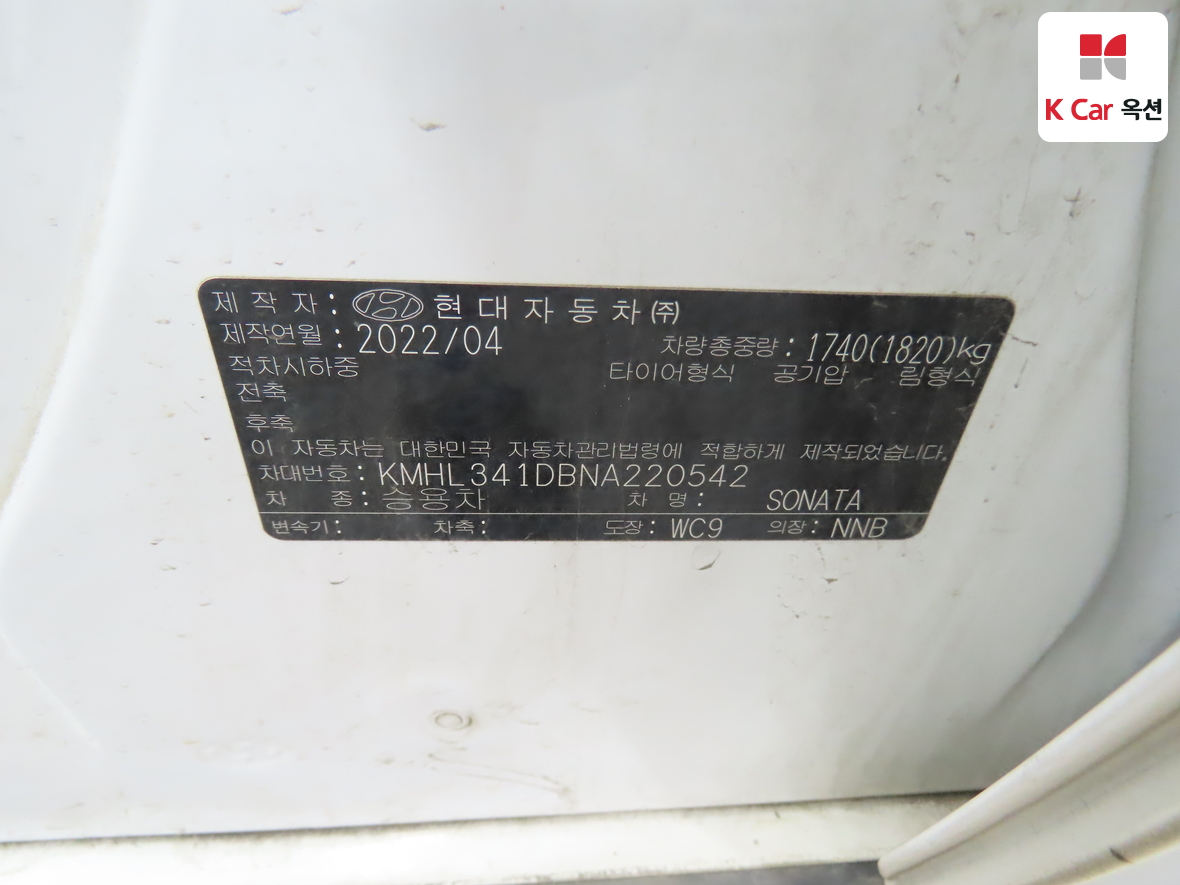 K Car 옥션
제 작 자 : 현 대 자 동 차 ㈜
제작연월 : 2022/04 차량총중량 : 1740(1820)kg
적차시하중 타이어형식 공기압 림형식
전축
후축
이 자동차는 대한민국 자동차관리법령에 적합하게 제작되었습니다.
차대번호 : KMHL341DBNA220542
차 종 : 승용차 차 명 : SONATA
변속기 : 차축 : 도장 : WC9 의장 : NNB